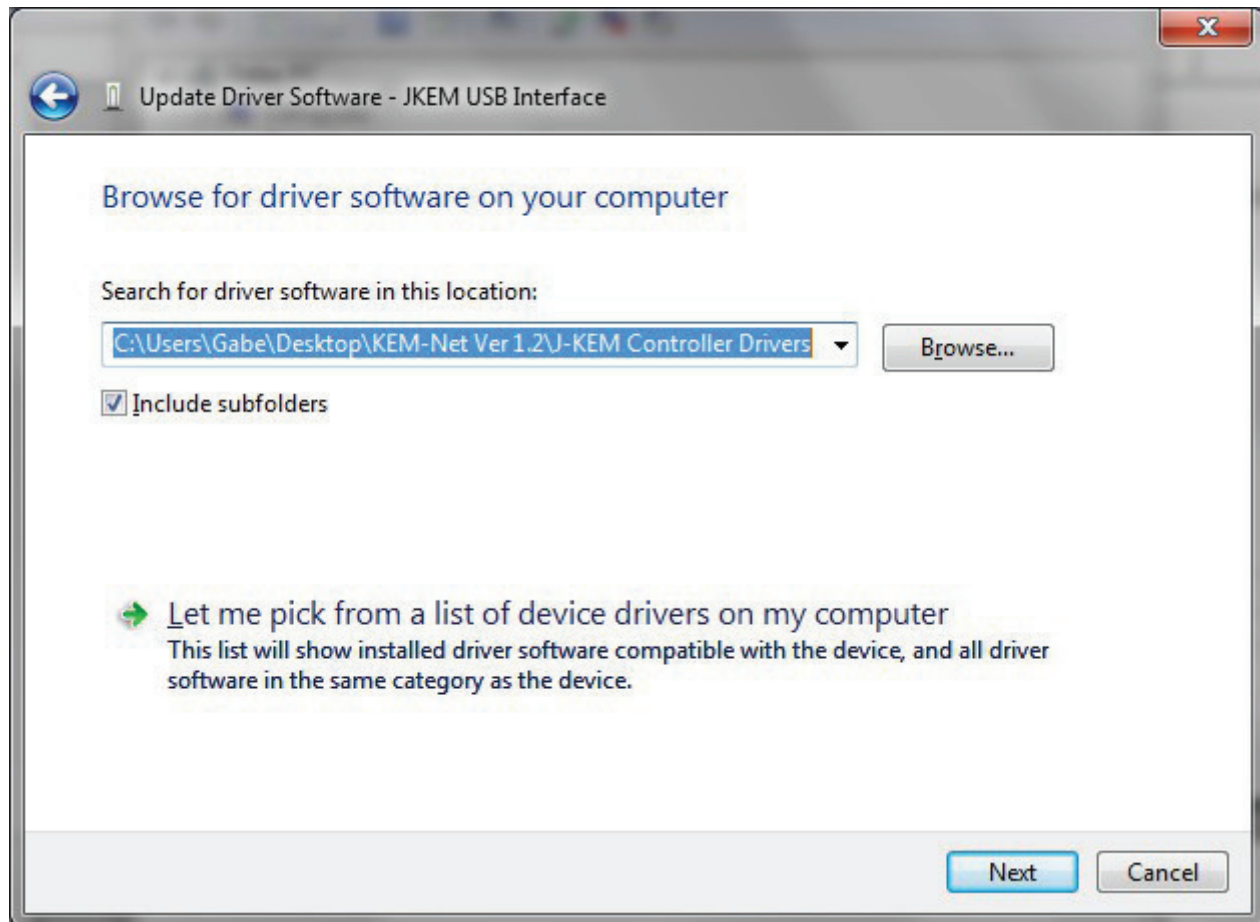 Update Driver Software - JKEM USB Interface
Browse for driver software on your computer
Search for driver software in this location:
C:\Users\Gabe\Desktop\KEM-Net Ver 1.2\J-KEM Controller Drivers
Browse...
Include subfolders
Let me pick from a list of device drivers on my computer
This list will show installed driver software compatible with the device, and all driver
software in the same category as the device.
Next
Cancel